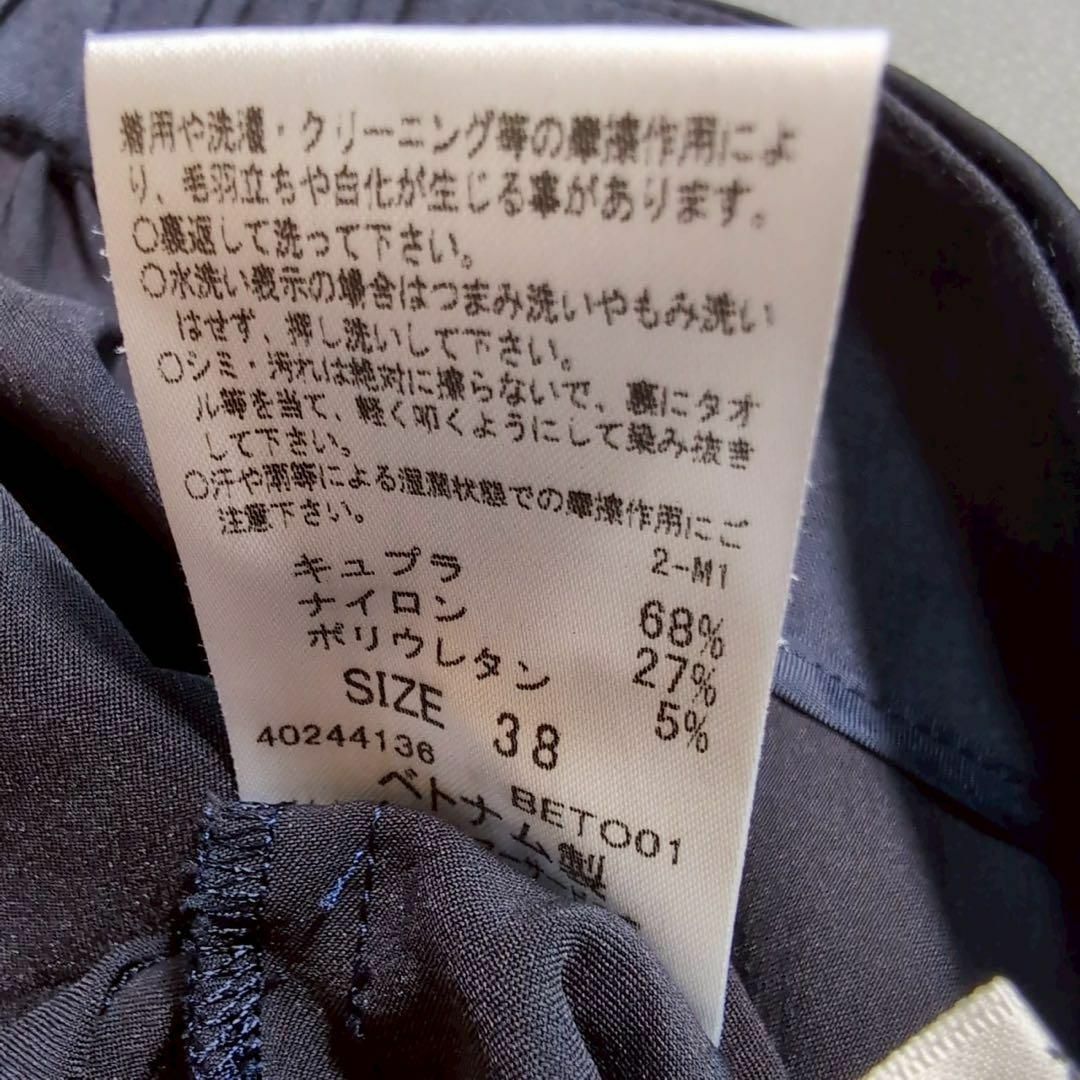 着用や洗濯・クリーニング等の摩擦作用によ
り、毛羽立ちや白化が生じる事があります。
○裏返して洗って下さい。
○水洗い表示の場合はつまみ洗いやもみ洗い
はせず、押し洗いして下さい。
○シミ・汚れは絶対に擦らないで、裏にタオ
ル等を当て、軽く叩くようにして染み抜き
して下さい。
○汗や雨等による湿潤状態での摩擦作用にご
注意下さい。
2-M1
キュプラ 68%
ナイロン 27%
ポリウレタン 5%
SIZE 38
40244136 BETO01
ベトナム製